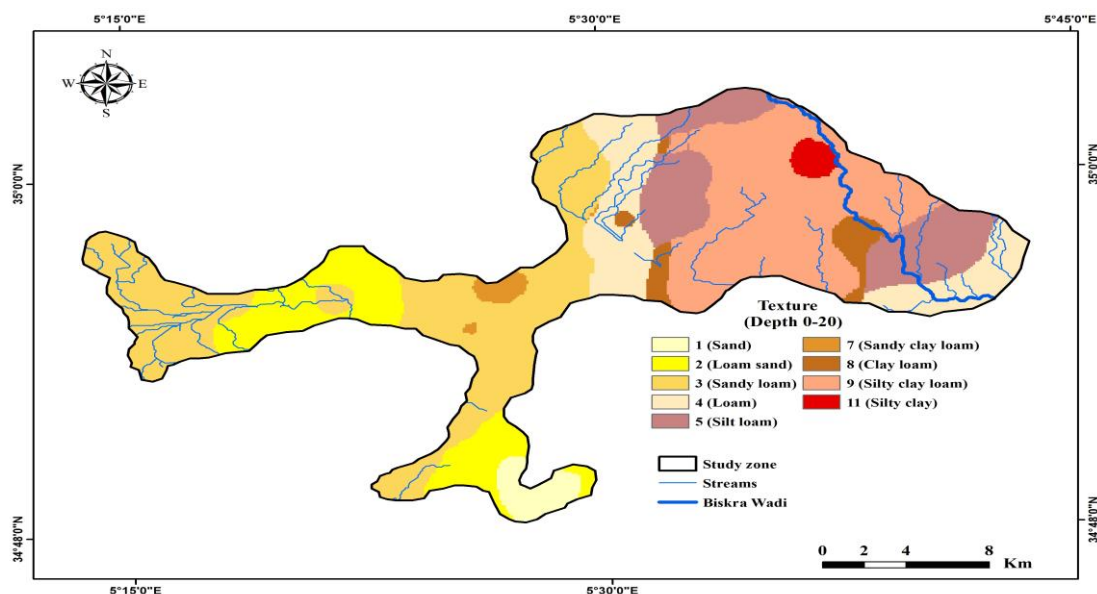 5°15'0"E 5°30'0"E 5°45'0"E
N
W E
S
35°0'0"N 35°0'0"N
Texture
(Depth 0-20)
1 (Sand) 7 (Sandy clay loam)
2 (Loam sand) 8 (Clay loam)
3 (Sandy loam) 9 (Silty clay loam)
4 (Loam) 11 (Silty clay)
5 (Silt loam)
Study zone
Streams
Biskra Wadi
34°48'0"N 34°48'0"N
0 2 4 8
Km
5°15'0"E 5°30'0"E